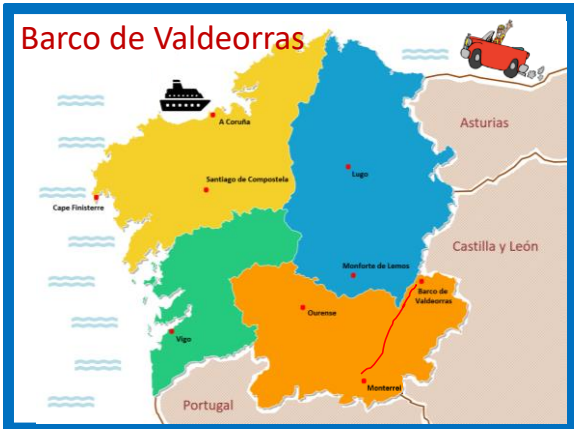 Barco de Valdeorras
A Coruña
Asturias
Lugo
Santiago de Compostela
Cape Finisterre
Castilla y León
Monforte de Lemos
Barco de
Valdeorras
Ourense
Vigo
Monterrei
Portugal